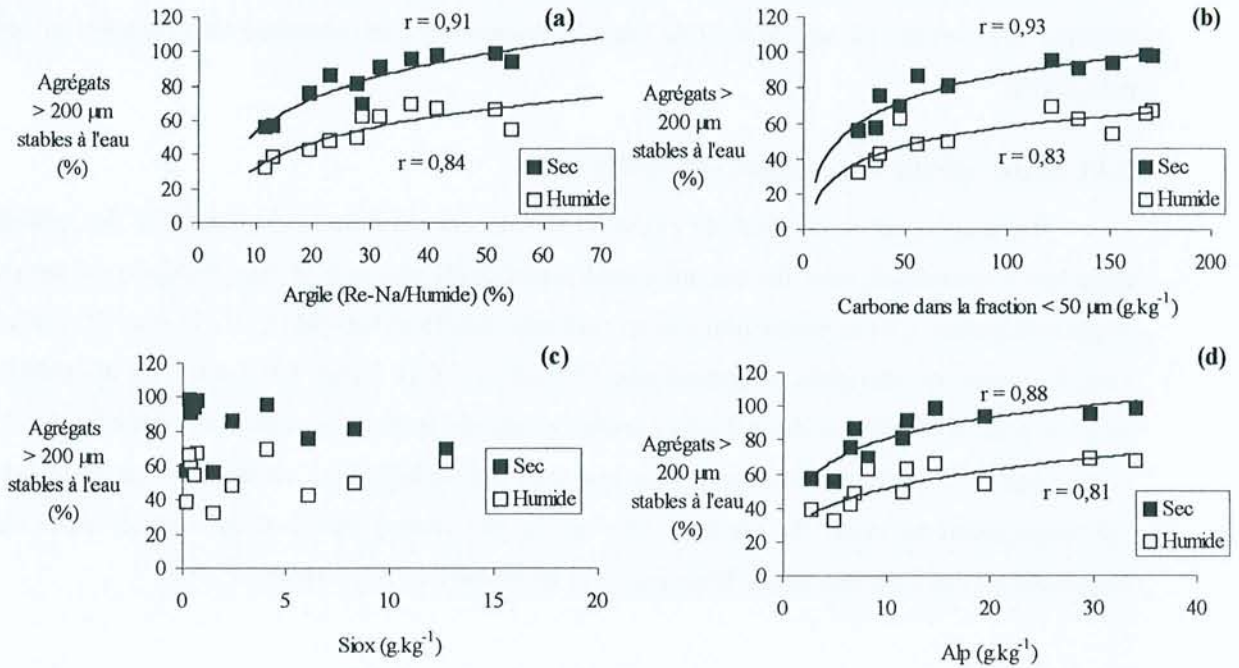 (a)
r = 0,91
120
100
80
60
40
20
0
Agrégats
> 200 µm
stables à l'eau
(%)
r = 0,84
Sec
Humide
0 10 20 30 40 50 60 70
Argile (Re-Na/Humide) (%)
(b)
r = 0,93
120
100
80
60
40
20
0
Agrégats >
200 µm
stables à l'eau
(%)
r = 0,83
Sec
Humide
0 50 100 150 200
Carbone dans la fraction < 50 µm (g.kg-1)
(c)
120
100
80
60
40
20
0
Agrégats
> 200 µm
stables à l'eau
(%)
Sec
Humide
0 5 10 15 20
Siox (g.kg-1)
(d)
r = 0,88
120
100
80
60
40
20
0
Agrégats >
200 µm
stables à l'eau
(%)
r = 0,81
Sec
Humide
0 10 20 30 40
Alp (g.kg-1)